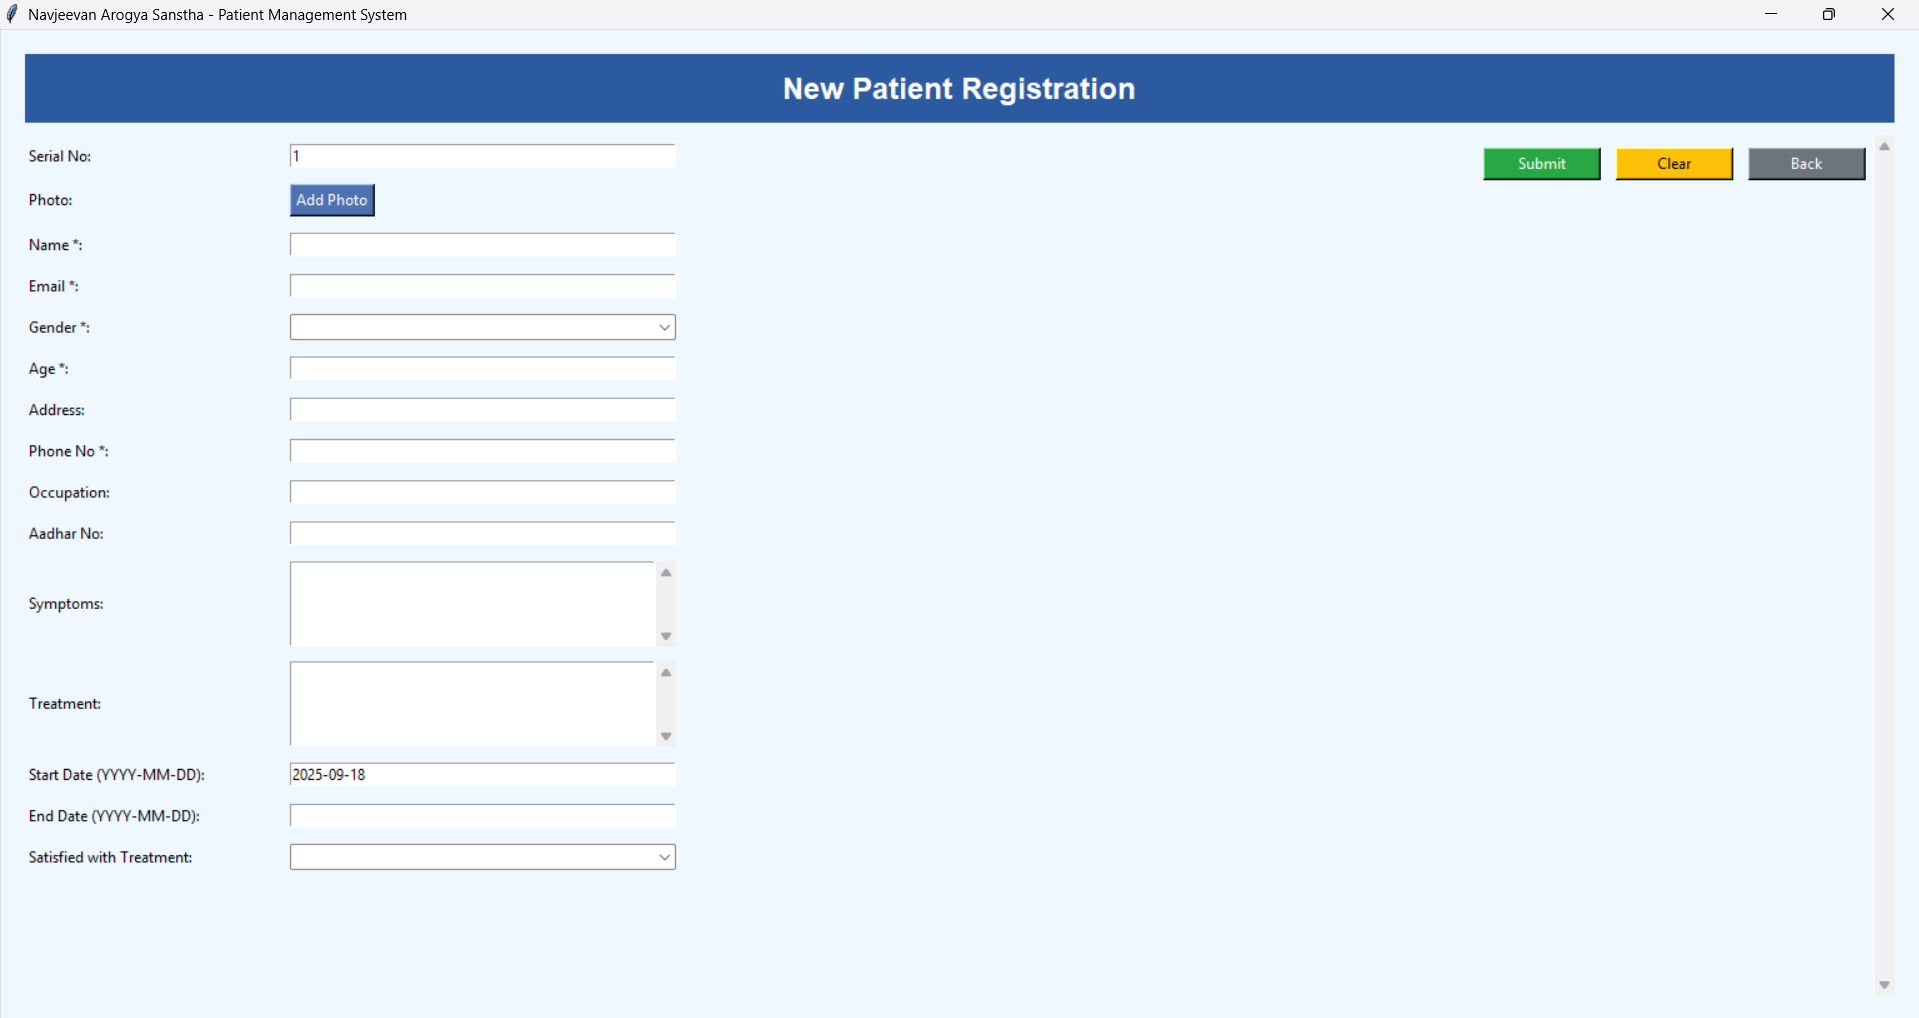 Navjeevan Arogya Sanstha - Patient Management System
New Patient Registration
Serial No: 1
Submit Clear Back
Photo: Add Photo
Name *:
Email *:
Gender *:
Age *:
Address:
Phone No *:
Occupation:
Aadhar No:
Symptoms:
Treatment:
Start Date (YYYY-MM-DD): 2025-09-18
End Date (YYYY-MM-DD):
Satisfied with Treatment: